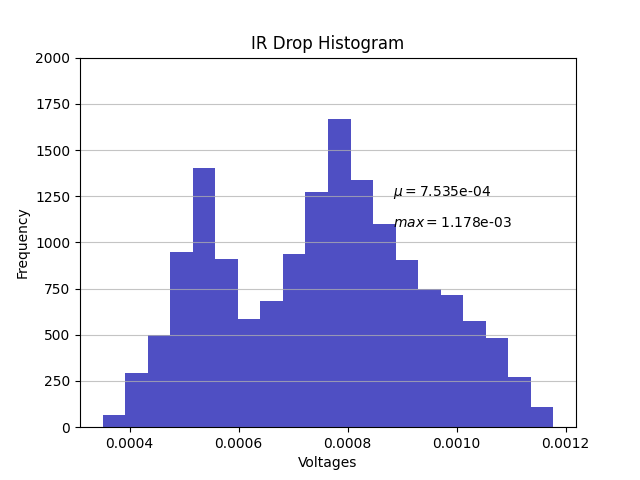 IR Drop Histogram
2000
1750
1500
1250
1000
750
500
250
0
Frequency
μ = 7.535e-04
max = 1.178e-03
0.0004 0.0006 0.0008 0.0010 0.0012
Voltages